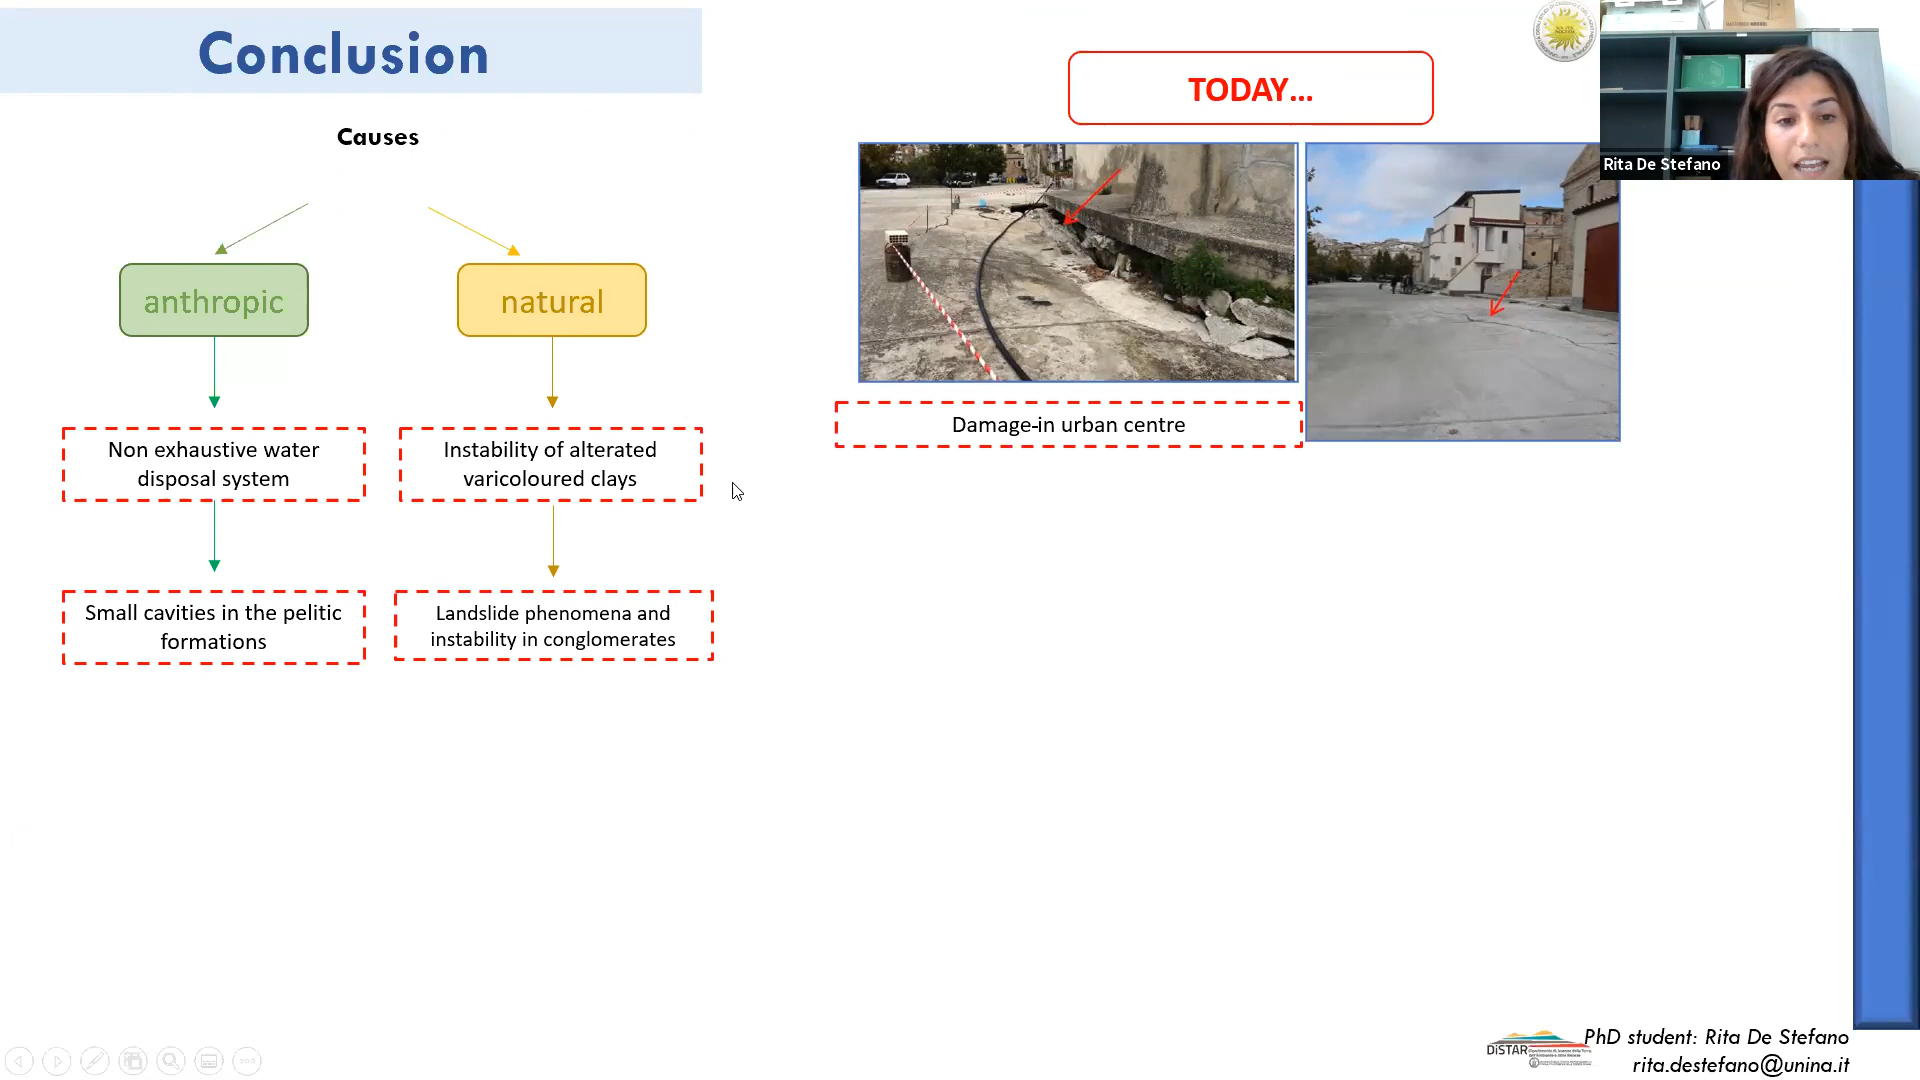 Conclusion
Causes
anthropic
natural
Non exhaustive water
disposal system
Instability of alterated
varicoloured clays
Small cavities in the pelitic
formations
Landslide phenomena and
instability in conglomerates
TODAY...
Damage-in urban centre
Rita De Stefano
DiSTAR
PhD student: Rita De Stefano
rita.destefano@unina.it